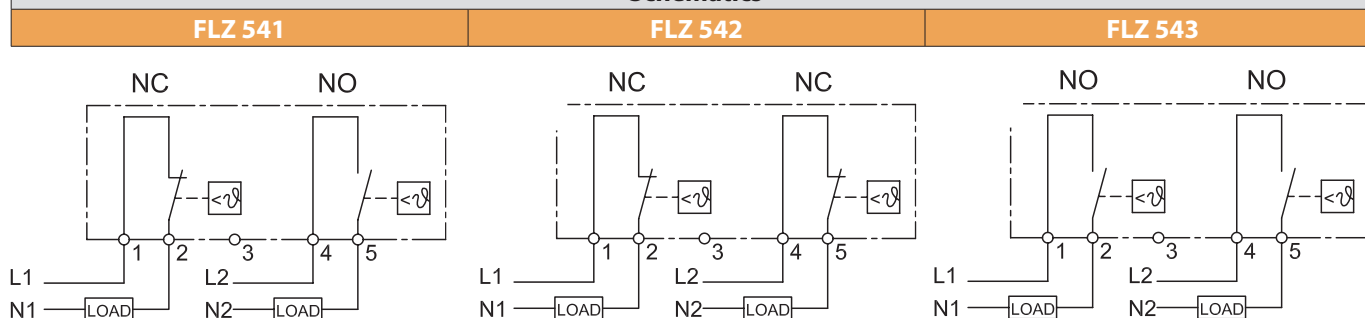 FLZ 541 FLZ 542 FLZ 543
NC NO NC NC NO NO
<ϑ <ϑ <ϑ <ϑ <ϑ <ϑ
1 2 3 4 5 1 2 3 4 5 1 2 3 4 5
L1 L2 L1 L2 L1 L2
N1 LOAD N2 LOAD N1 LOAD N2 LOAD N1 LOAD N2 LOAD